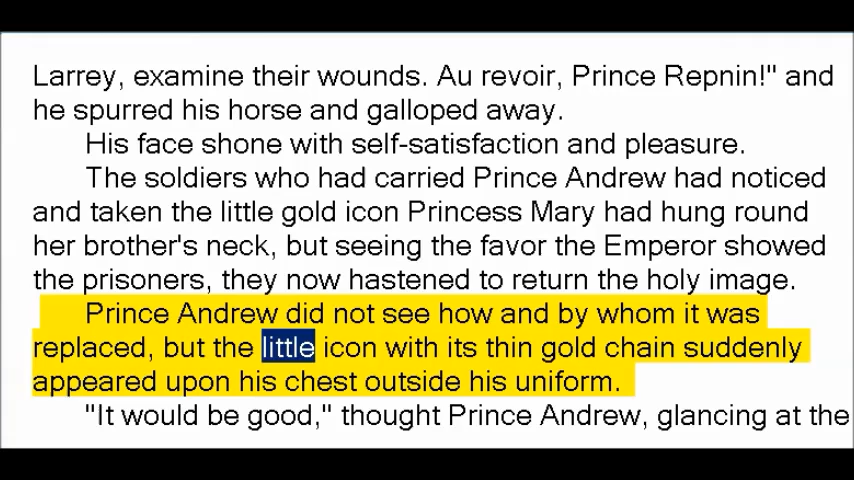 Larrey, examine their wounds. Au revoir, Prince Repnin!" and
he spurred his horse and galloped away.
His face shone with self-satisfaction and pleasure.
The soldiers who had carried Prince Andrew had noticed
and taken the little gold icon Princess Mary had hung round
her brother's neck, but seeing the favor the Emperor showed
the prisoners, they now hastened to return the holy image.
Prince Andrew did not see how and by whom it was
replaced, but the little icon with its thin gold chain suddenly
appeared upon his chest outside his uniform.
"It would be good," thought Prince Andrew, glancing at the